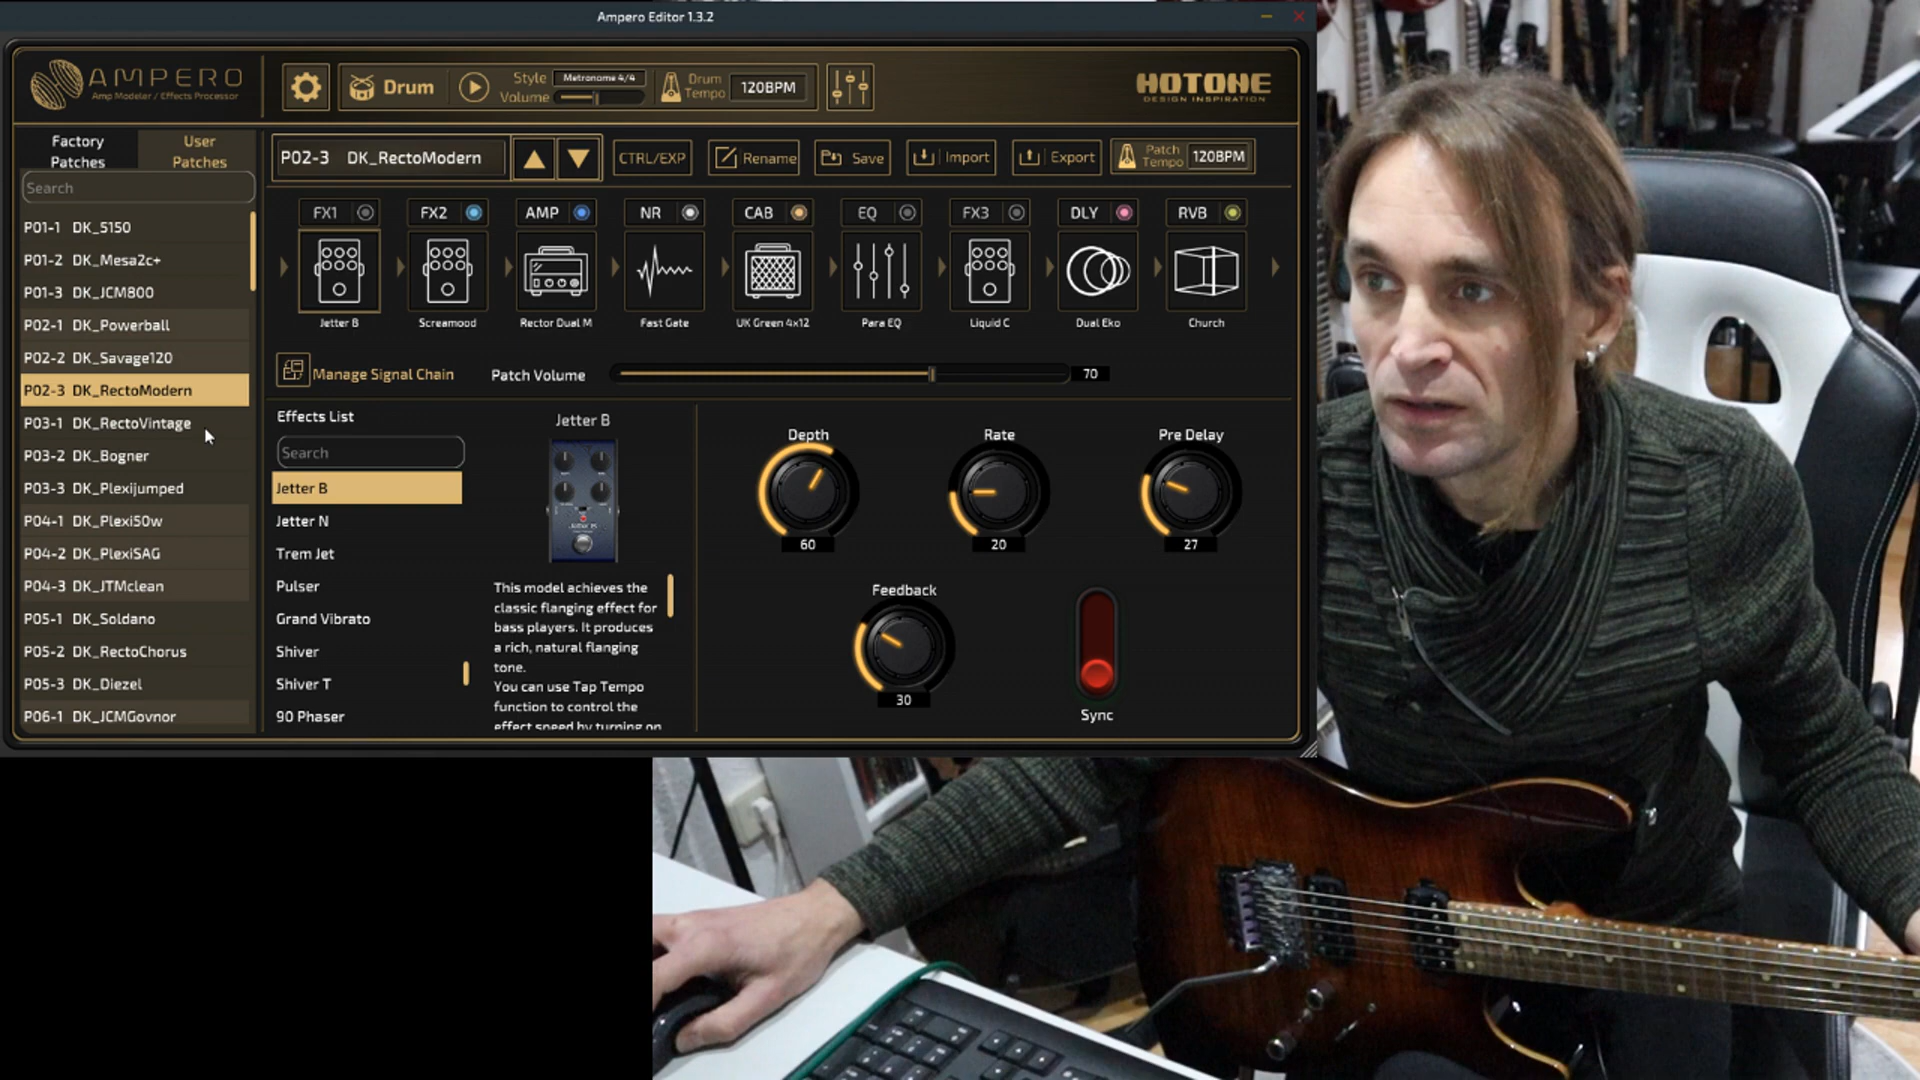 Ampero Editor 1.3.2
AMPERO
Amp Modeler / Effects Processor
Drum
Style
Metronome 4/4
Volume
Drum
Tempo
120BPM
HOTONE
DESIGN INSPIRATION
Factory
Patches
User
Patches
Search
P01-1 DK_5150
P01-2 DK_Mesa2c+
P01-3 DK_JCM800
P02-1 DK_Powerball
P02-2 DK_Savage120
P02-3 DK_RectoModern
P03-1 DK_RectoVintage
P03-2 DK_Bogner
P03-3 DK_Plexijumped
P04-1 DK_Plexi50w
P04-2 DK_PlexiSAG
P04-3 DK_JTMclean
P05-1 DK_Soldano
P05-2 DK_RectoChorus
P05-3 DK_Diezel
P06-1 DK_JCMGovnor
P02-3 DK_RectoModern
CTRL/EXP
Rename
Save
Import
Export
Patch
Tempo
120BPM
FX1
FX2
AMP
NR
CAB
EQ
FX3
DLY
RVB
Jetter B
Screamood
Rector Dual M
Fast Gate
UK Green 4x12
Para EQ
Liquid C
Dual Eko
Church
Manage Signal Chain
Patch Volume
70
Effects List
Search
Jetter B
Jetter N
Trem Jet
Pulser
Grand Vibrato
Shiver
Shiver T
90 Phaser
Jetter B
This model achieves the
classic flanging effect for
bass players. It produces
a rich, natural flanging
tone.
You can use Tap Tempo
function to control the
effect speed by turning on
Depth
60
Rate
20
Pre Delay
27
Feedback
30
Sync